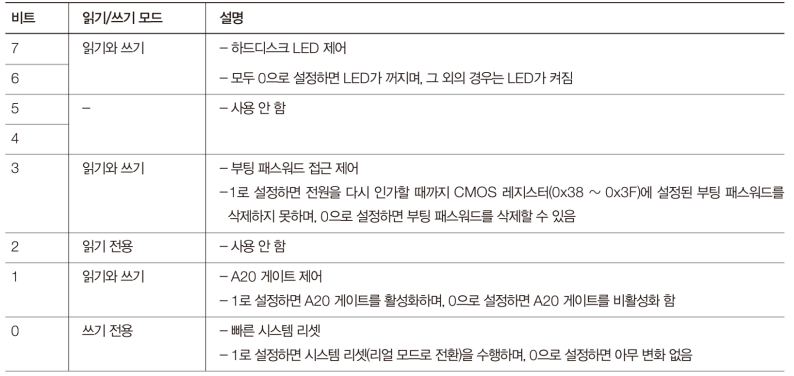 비트 읽기/쓰기 모드 설명
7 읽기와 쓰기 – 하드디스크 LED 제어
6 – 모두 0으로 설정하면 LED가 꺼지며, 그 외의 경우는 LED가 켜짐
5 – – 사용 안 함
4
3 읽기와 쓰기 – 부팅 패스워드 접근 제어
– 1로 설정하면 전원을 다시 인가할 때까지 CMOS 레지스터(0x38 ~ 0x3F)에 설정된 부팅 패스워드를
삭제하지 못하며, 0으로 설정하면 부팅 패스워드를 삭제할 수 있음
2 읽기 전용 – 사용 안 함
1 읽기와 쓰기 – A20 게이트 제어
– 1로 설정하면 A20 게이트를 활성화하며, 0으로 설정하면 A20 게이트를 비활성화 함
0 쓰기 전용 – 빠른 시스템 리셋
– 1로 설정하면 시스템 리셋(리얼 모드로 전환)을 수행하며, 0으로 설정하면 아무 변화 없음